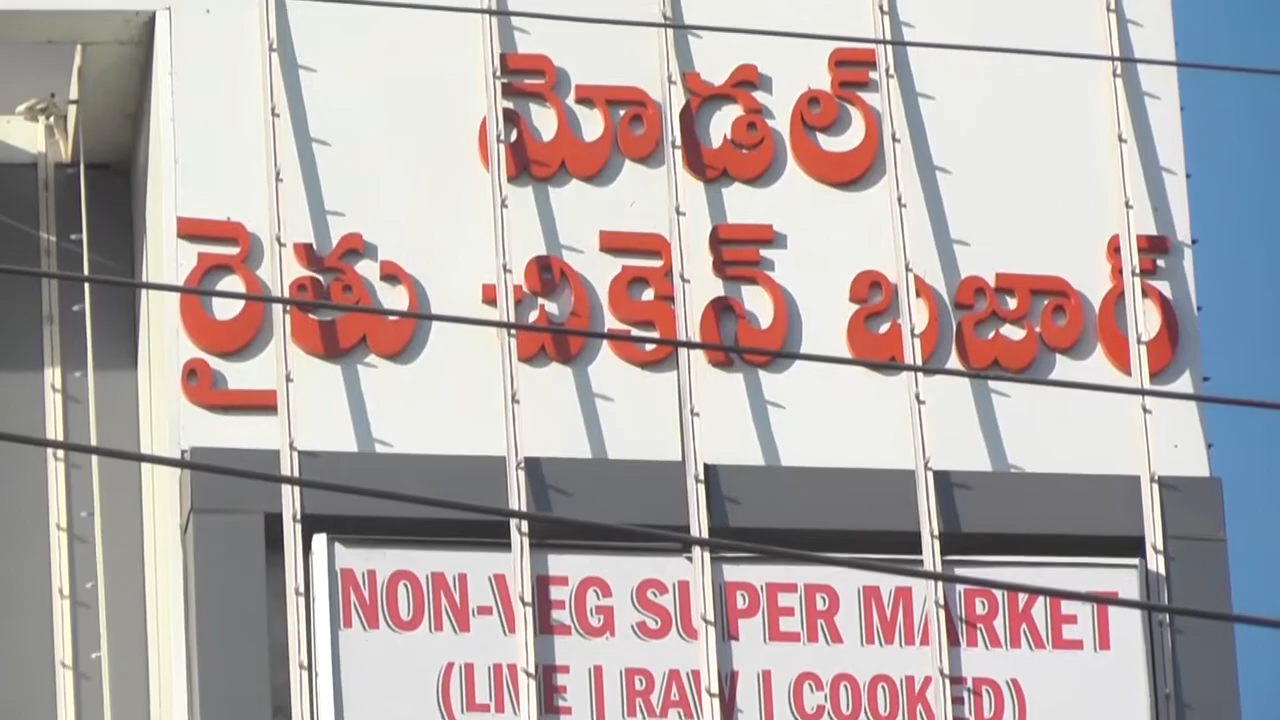 మోడల్
రైతు చికెన్ బజార్
NON-VEG SUPER MARKET
(LIVE | RAW | COOKED)